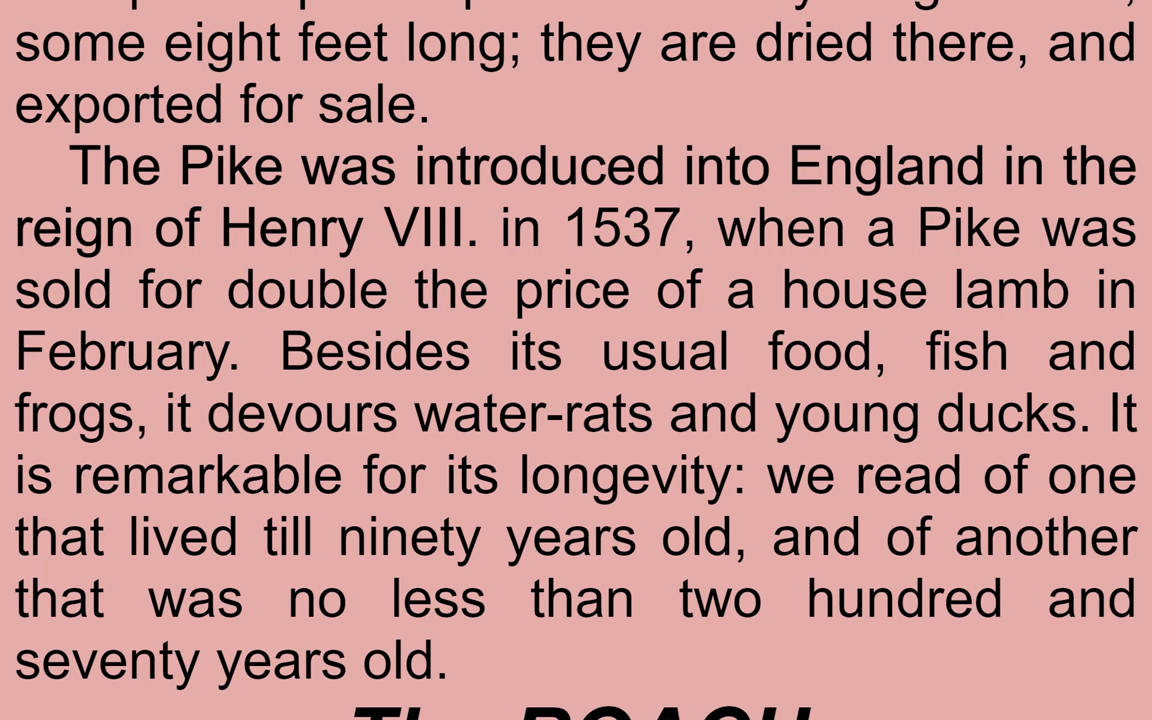 some eight feet long; they are dried there, and
exported for sale.
The Pike was introduced into England in the
reign of Henry VIII. in 1537, when a Pike was
sold for double the price of a house lamb in
February. Besides its usual food, fish and
frogs, it devours water-rats and young ducks. It
is remarkable for its longevity: we read of one
that lived till ninety years old, and of another
that was no less than two hundred and
seventy years old.
The ROACH